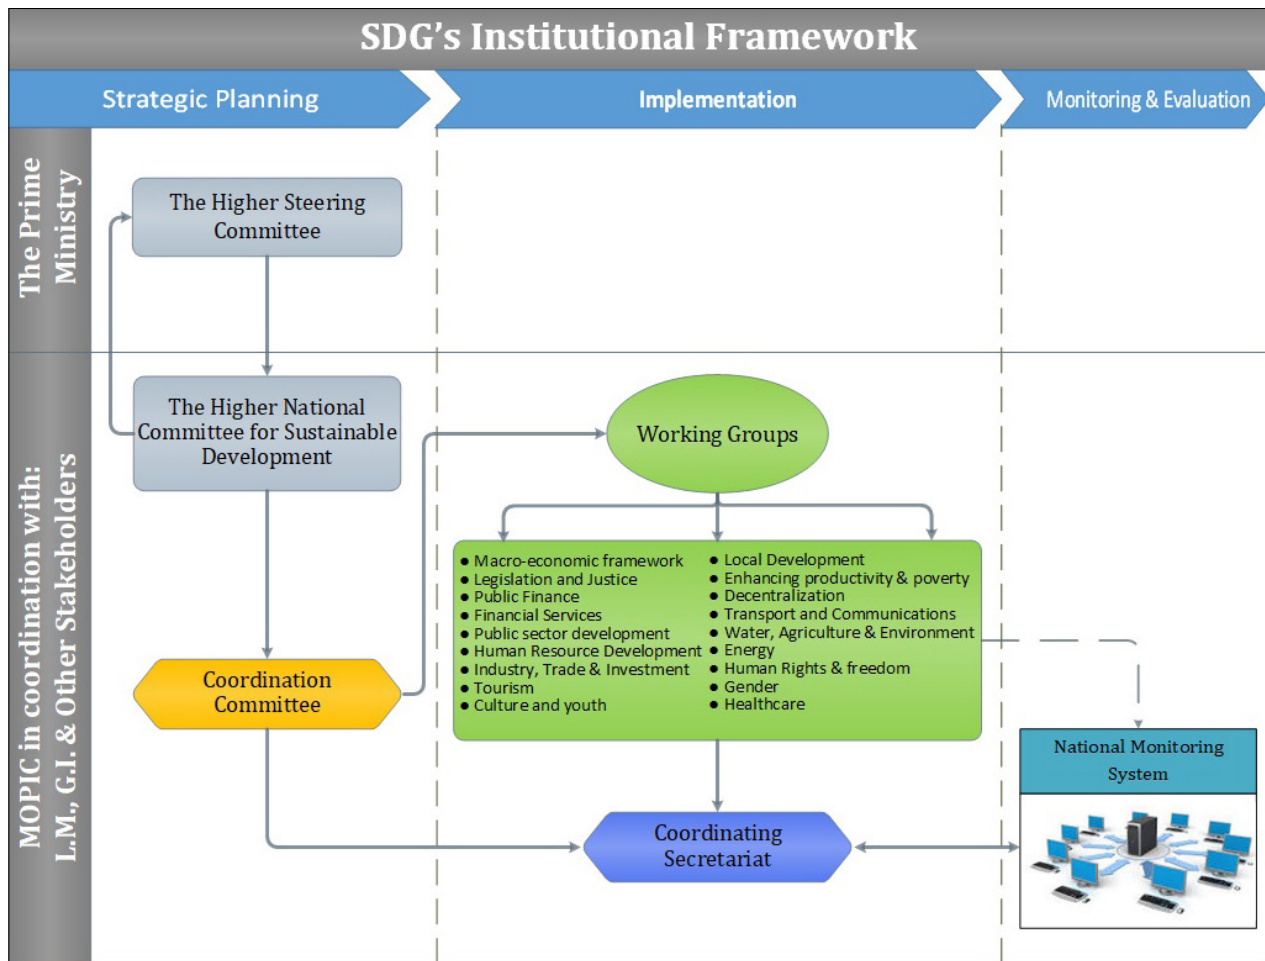 SDG's Institutional Framework
Strategic Planning
Implementation
Monitoring & Evaluation
The Prime
Ministry
The Higher Steering
Committee
MOPIC in coordination with:
L.M., G.I. & Other Stakeholders
The Higher National
Committee for Sustainable
Development
Working Groups
● Macro-economic framework
● Legislation and Justice
● Public Finance
● Financial Services
● Public sector development
● Human Resource Development
● Industry, Trade & Investment
● Tourism
● Culture and youth
● Local Development
● Enhancing productivity & poverty
● Decentralization
● Transport and Communications
● Water, Agriculture & Environment
● Energy
● Human Rights & freedom
● Gender
● Healthcare
Coordination
Committee
National Monitoring
System
Coordinating
Secretariat